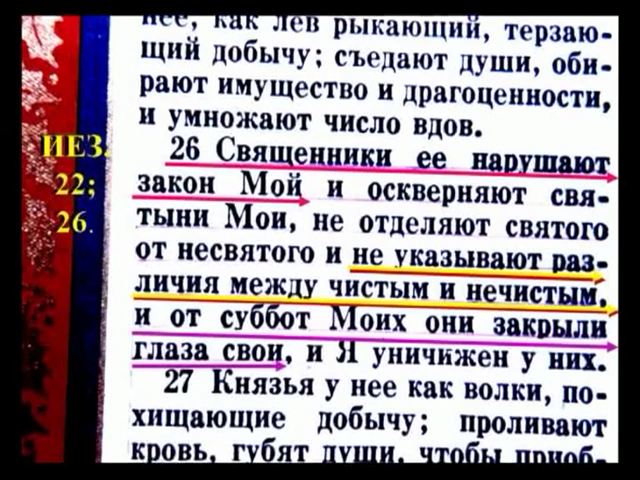 нее, как лев рыкающий, терзаю-
щий добычу; съедают души, оби-
рают имущество и драгоценности,
и умножают число вдов.
26 Священники ее нарушают
закон Мой и оскверняют свя-
тыни Мои, не отделяют святого
от несвятого и не указывают раз-
личия между чистым и нечистым,
и от суббот Моих они закрыли
глаза свои, и Я уничижен у них.
27 Князья у нее как волки, по-
хищающие добычу; проливают
кровь, губят души, чтобы приоб-
ИЕЗ.
22;
26.